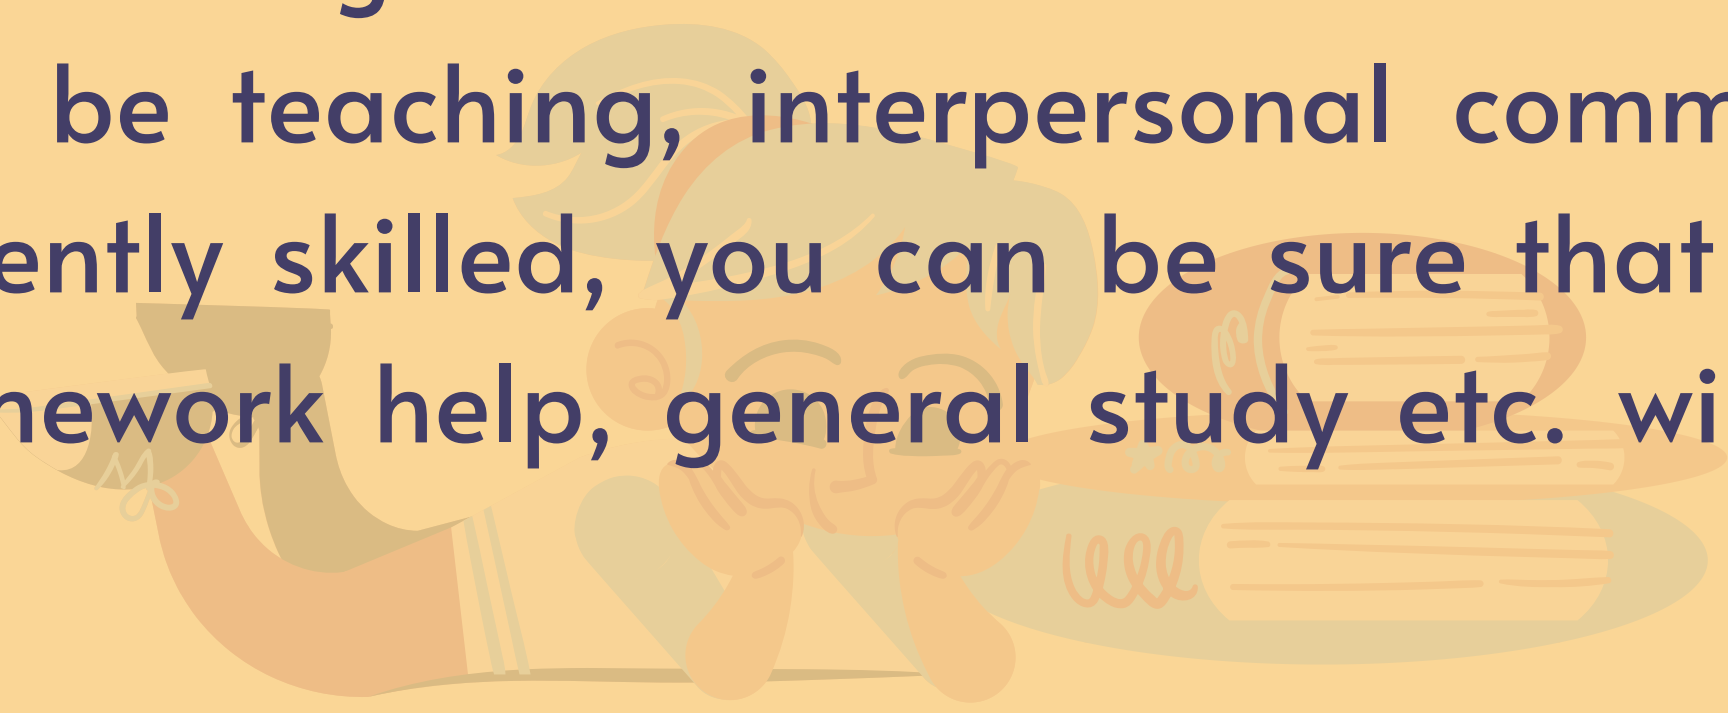 be teaching, interpersonal comm
ently skilled, you can be sure that
nework help, general study etc. wi